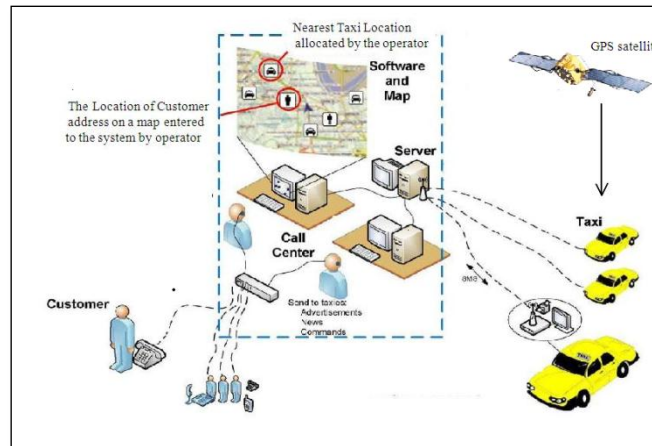 Nearest Taxi Location
allocated by the operator
GPS satellit
Software
and
Map
The Location of Customer
address on a map entered
to the system by operator
Server
Taxi
Call
Center
SMS
Customer
Send to taxies:
Advertisements
News
Commands